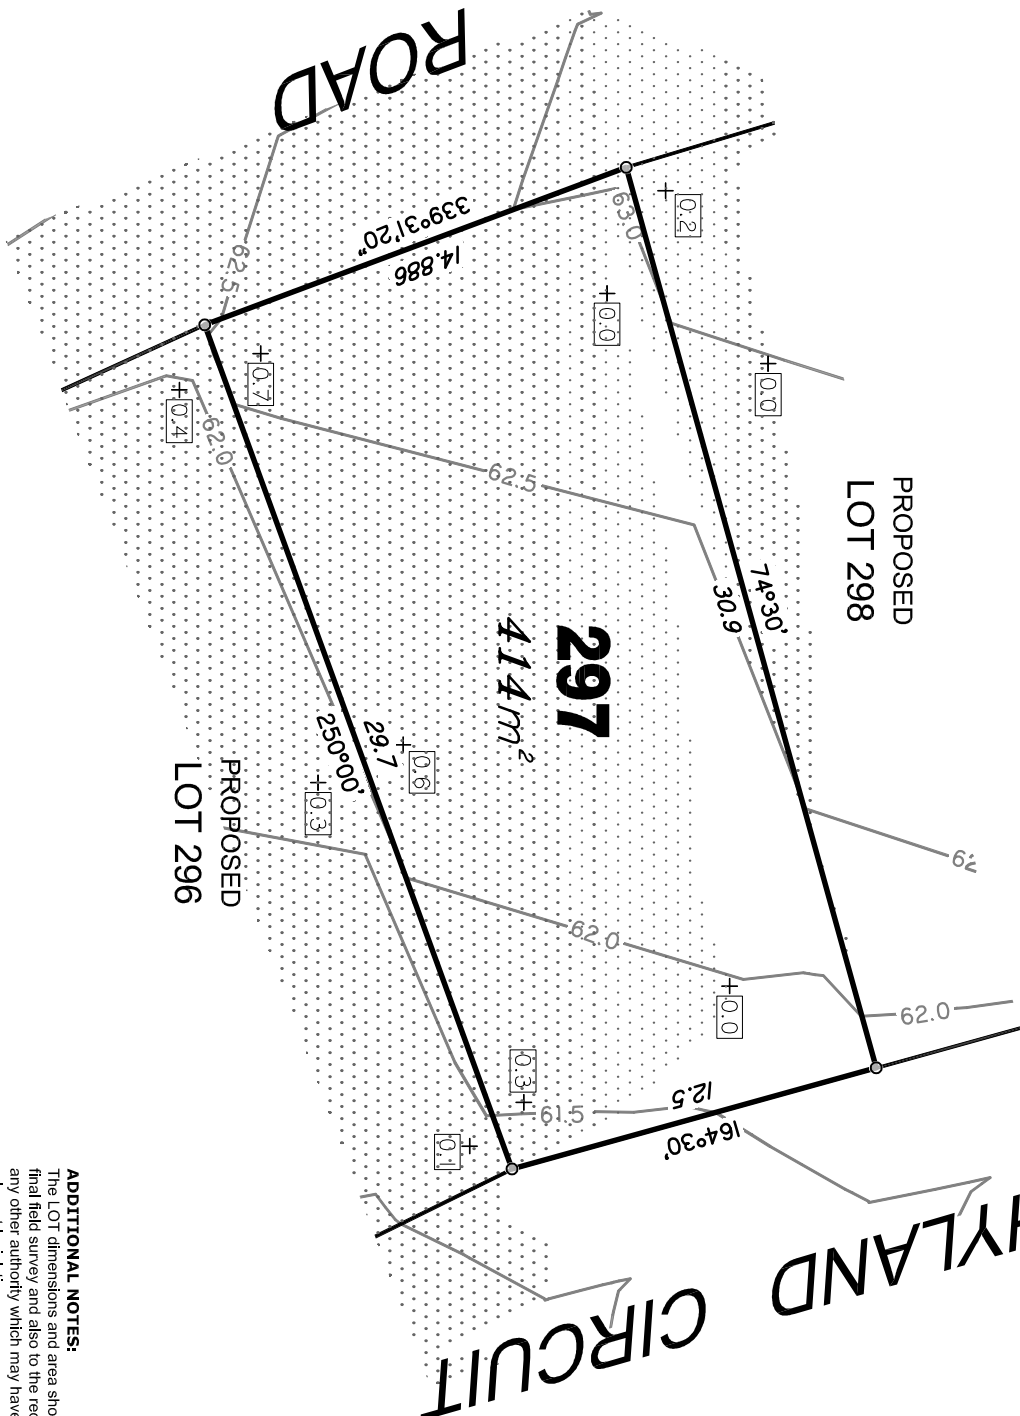 ROAD
339°31'20"
14.886
63.0
0.2
62.5
0.0
0.7
0.0
0.4
62.0
62.5
PROPOSED
LOT 298
74°30'
30.9
297
414m²
29.7
250°00'
0.6
0.3
PROPOSED
LOT 296
62.0
0.0
62.0
0.3
61.5
12.5
164°30'
0.1
HYLAND CIRCUIT
ADDITIONAL NOTES:
The LOT dimensions and area sho
final field survey and also to the rec
any other authority which may have